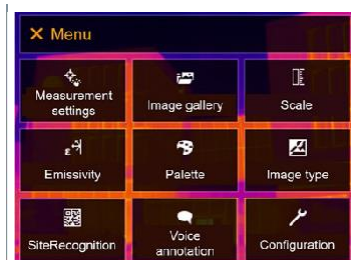 Menu
Measurement
settings
Image gallery
Scale
Emissivity
Palette
Image type
SiteRecognition
Voice
annotation
Configuration